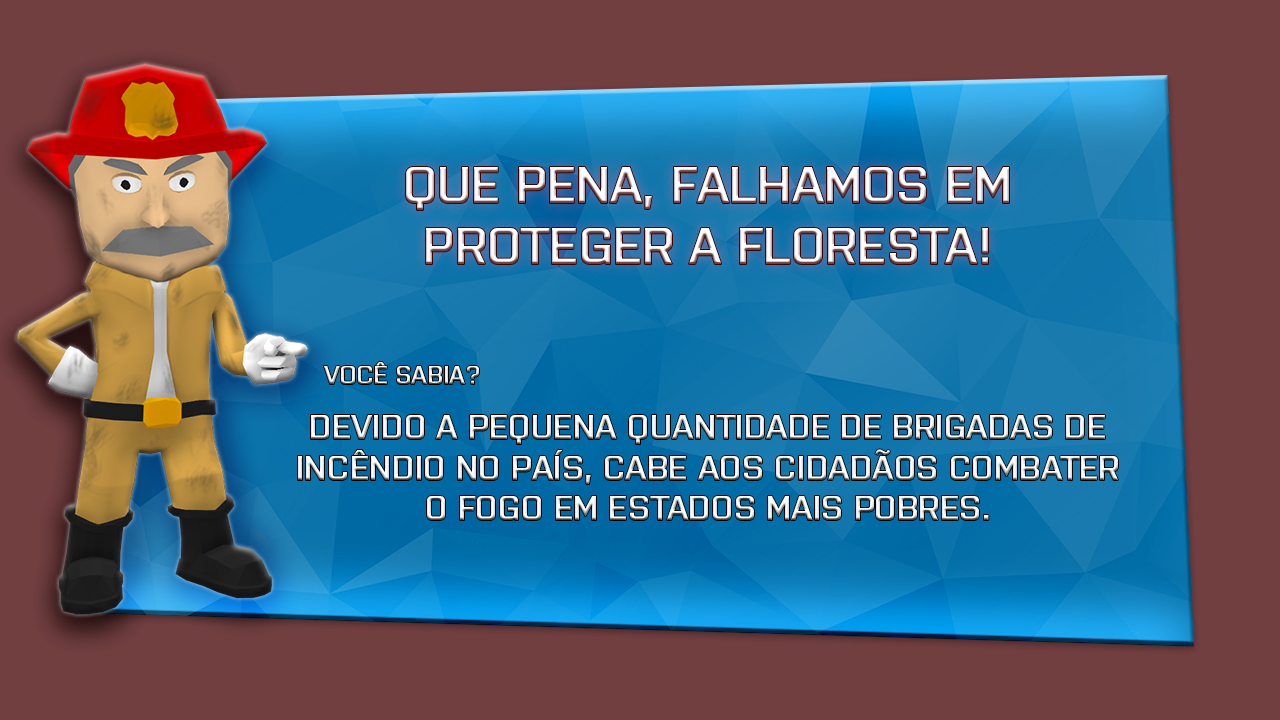 QUE PENA, FALHAMOS EM
PROTEGER A FLORESTA!
VOCÊ SABIA?
DEVIDO A PEQUENA QUANTIDADE DE BRIGADAS DE
INCÊNDIO NO PAÍS, CABE AOS CIDADÃOS COMBATER
O FOGO EM ESTADOS MAIS POBRES.